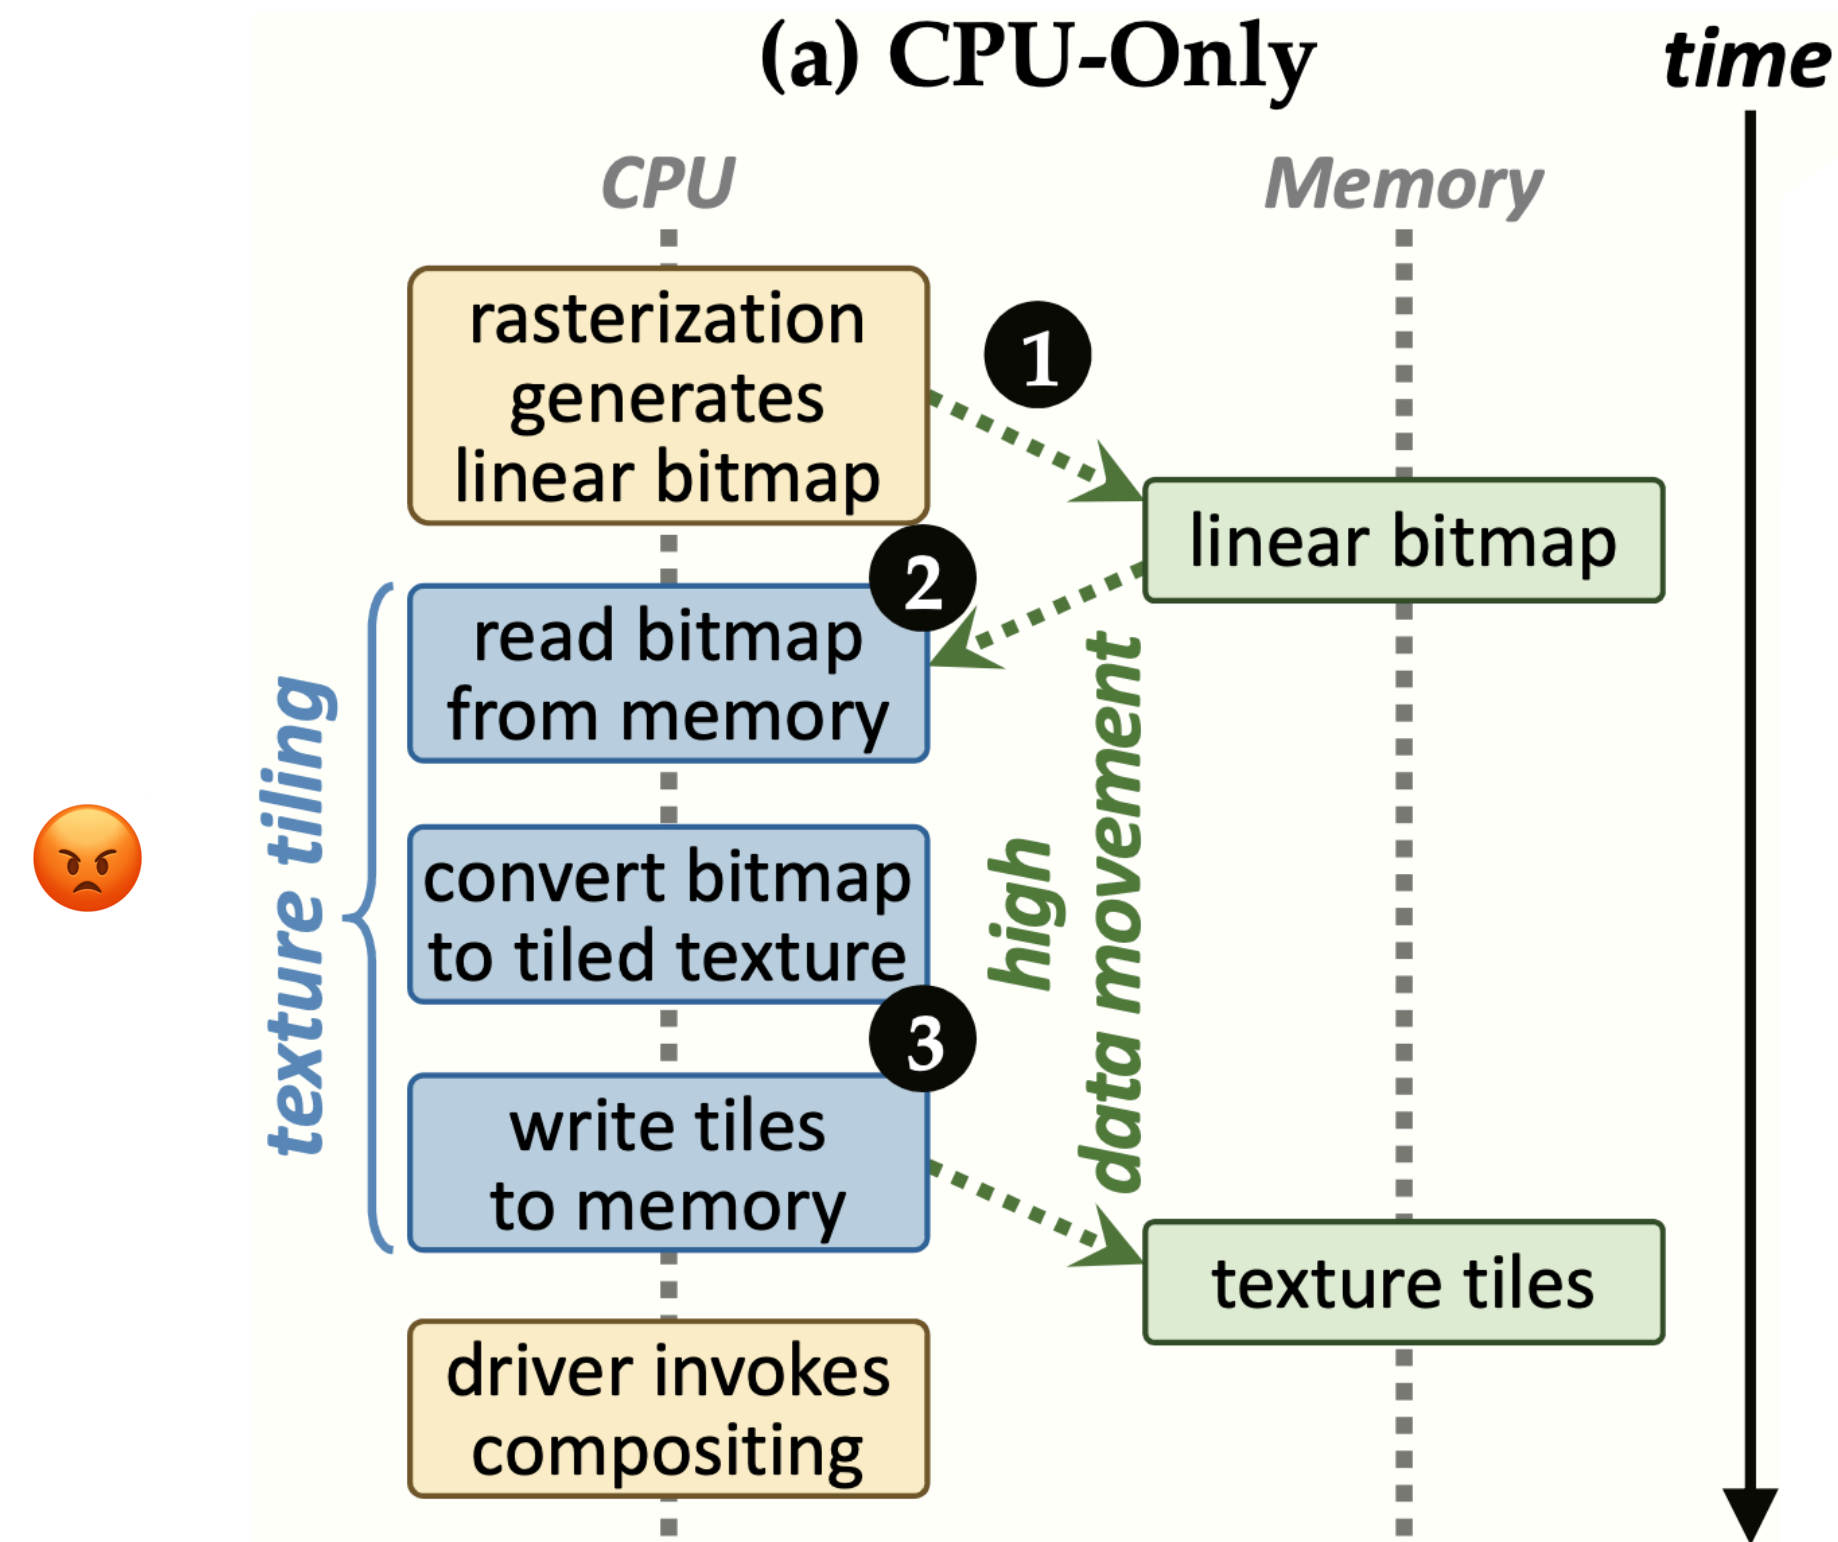 (a) CPU-Only
time
CPU
Memory
rasterization
generates
linear bitmap
1
linear bitmap
2
read bitmap
from memory
texture tiling
convert bitmap
to tiled texture
high
data movement
3
write tiles
to memory
texture tiles
driver invokes
compositing